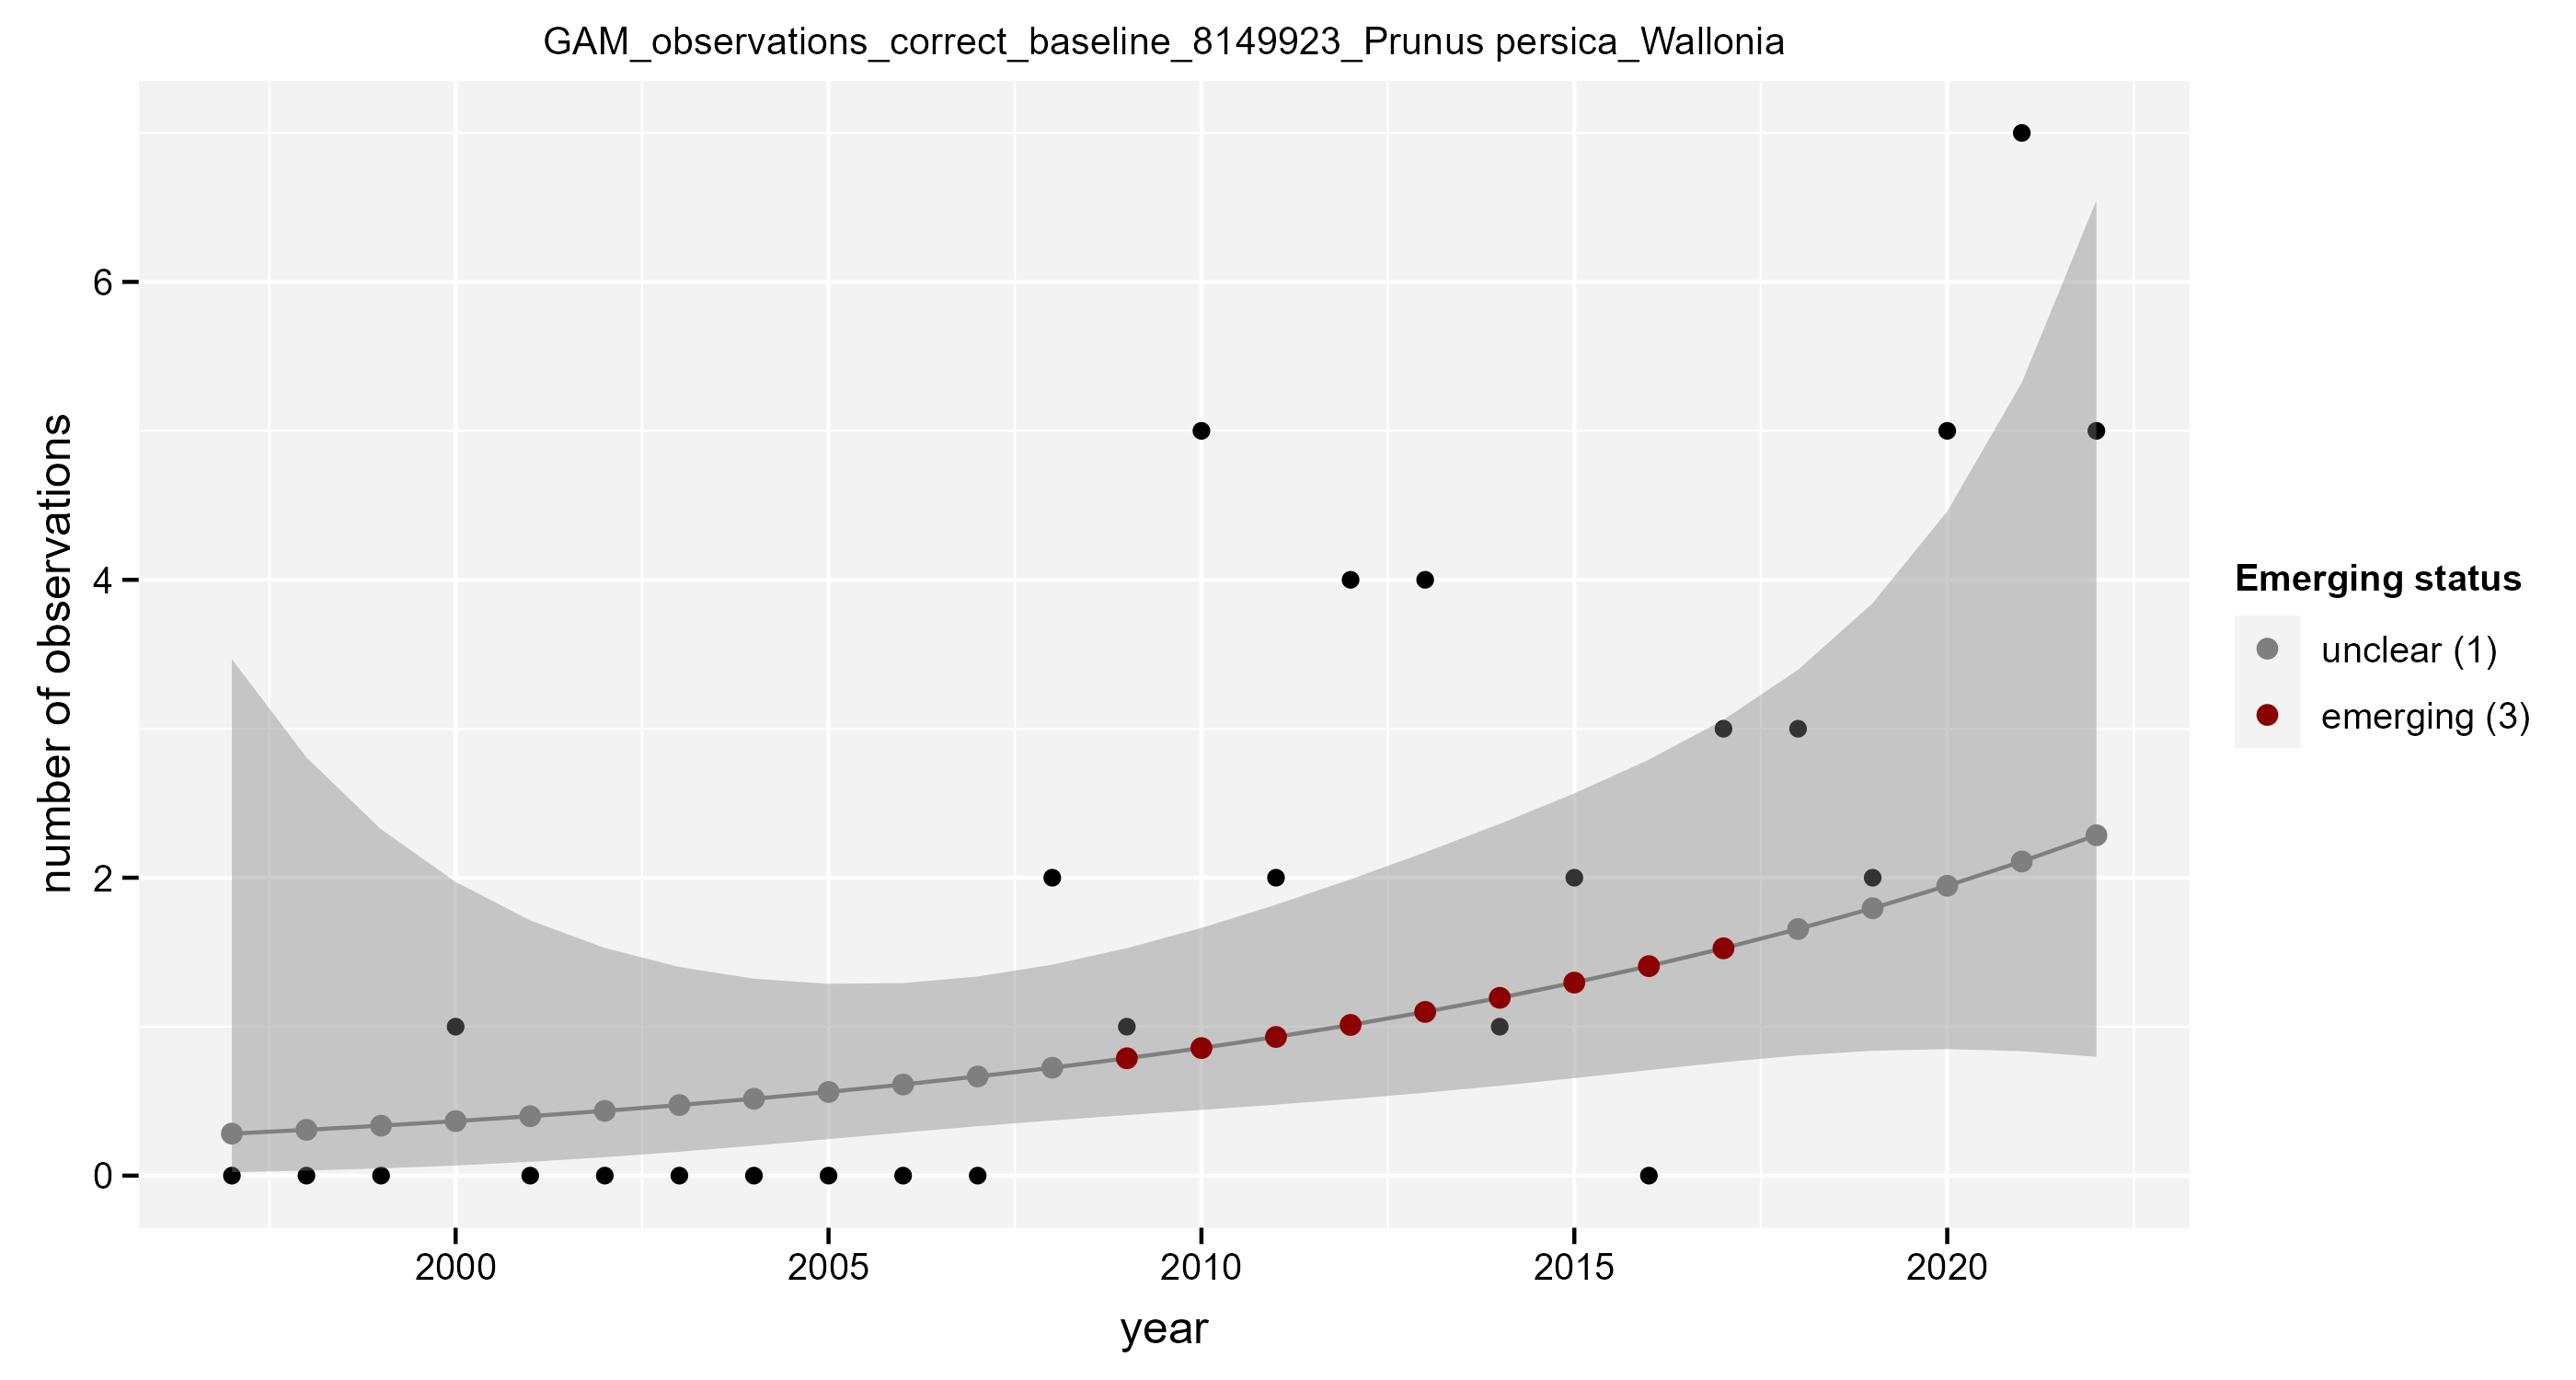 GAM_observations_correct_baseline_8149923_Prunus persica_Wallonia
number of observations
6
4
2
0
2000
2005
2010
2015
2020
year
Emerging status
unclear (1)
emerging (3)